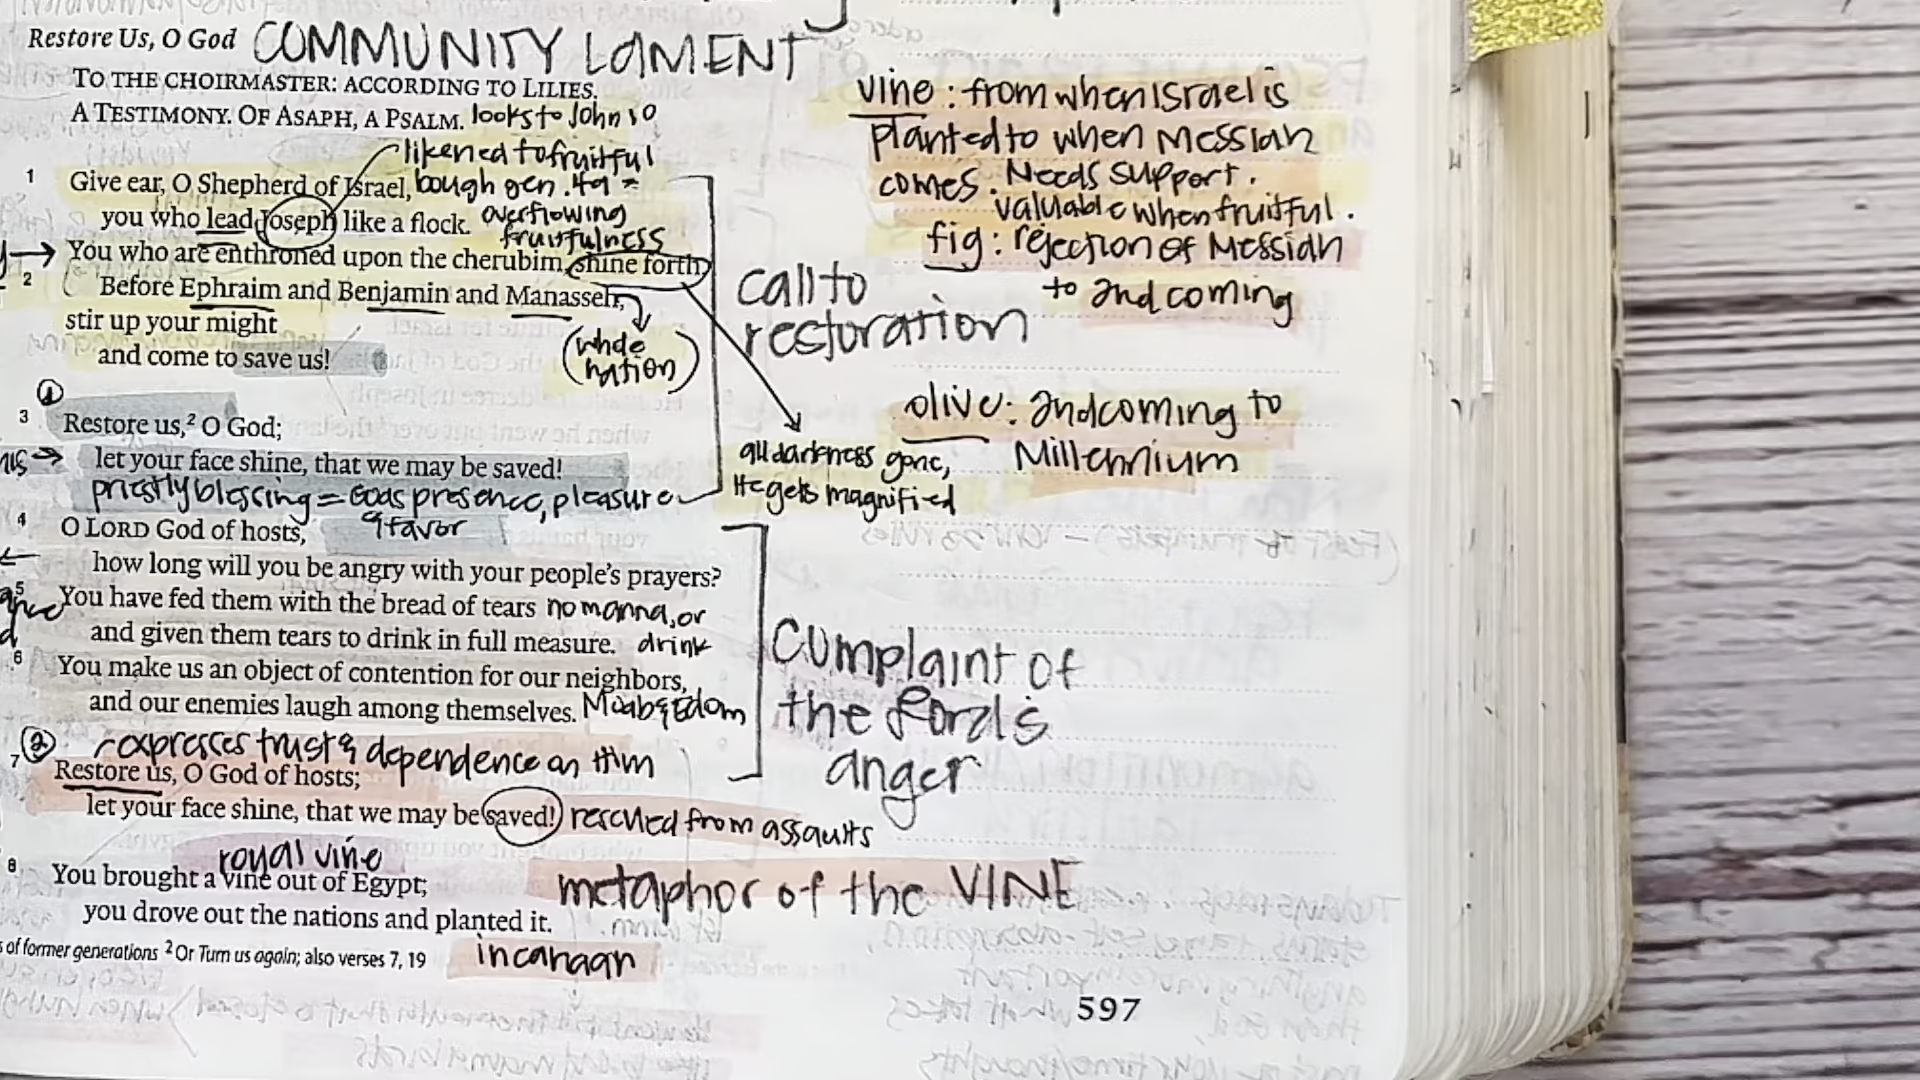 Restore Us, O God COMMUNITY LAMENT
TO THE CHOIRMASTER: ACCORDING TO LILIES.
A TESTIMONY. OF ASAPH, A PSALM. looks to John 10
likened to fruitful
1 Give ear, O Shepherd of Israel, bough gen. 49 =
you who lead Joseph like a flock. overflowing
fruitfulness
You who are enthroned upon the cherubim, shine forth.
2 Before Ephraim and Benjamin and Manasseh,
stir up your might
and come to save us!
(whole
nation)
call to
restoration
vine: from when Israel is
planted to when Messiah
comes. Needs support.
valuable when fruitful.
fig: rejection of Messiah
to 2nd coming
olive: 2nd coming to
Millennium
all darkness gone,
He gets magnified
1
3 Restore us,² O God;
let your face shine, that we may be saved!
priestly blessing = Gods presence, pleasure
& favor
4 O LORD God of hosts,
how long will you be angry with your people's prayers?
5 You have fed them with the bread of tears no manna, or
and given them tears to drink in full measure. drink
6 You make us an object of contention for our neighbors,
and our enemies laugh among themselves. Moab & Edom
complaint of
the Lord's
anger
2 expresses trust & dependence on Him
7 Restore us, O God of hosts;
let your face shine, that we may be saved! rescued from assaults
royal vine
8 You brought a vine out of Egypt;
you drove out the nations and planted it.
metaphor of the VINE
in canaan
of former generations ² Or Turn us again; also verses 7, 19
597